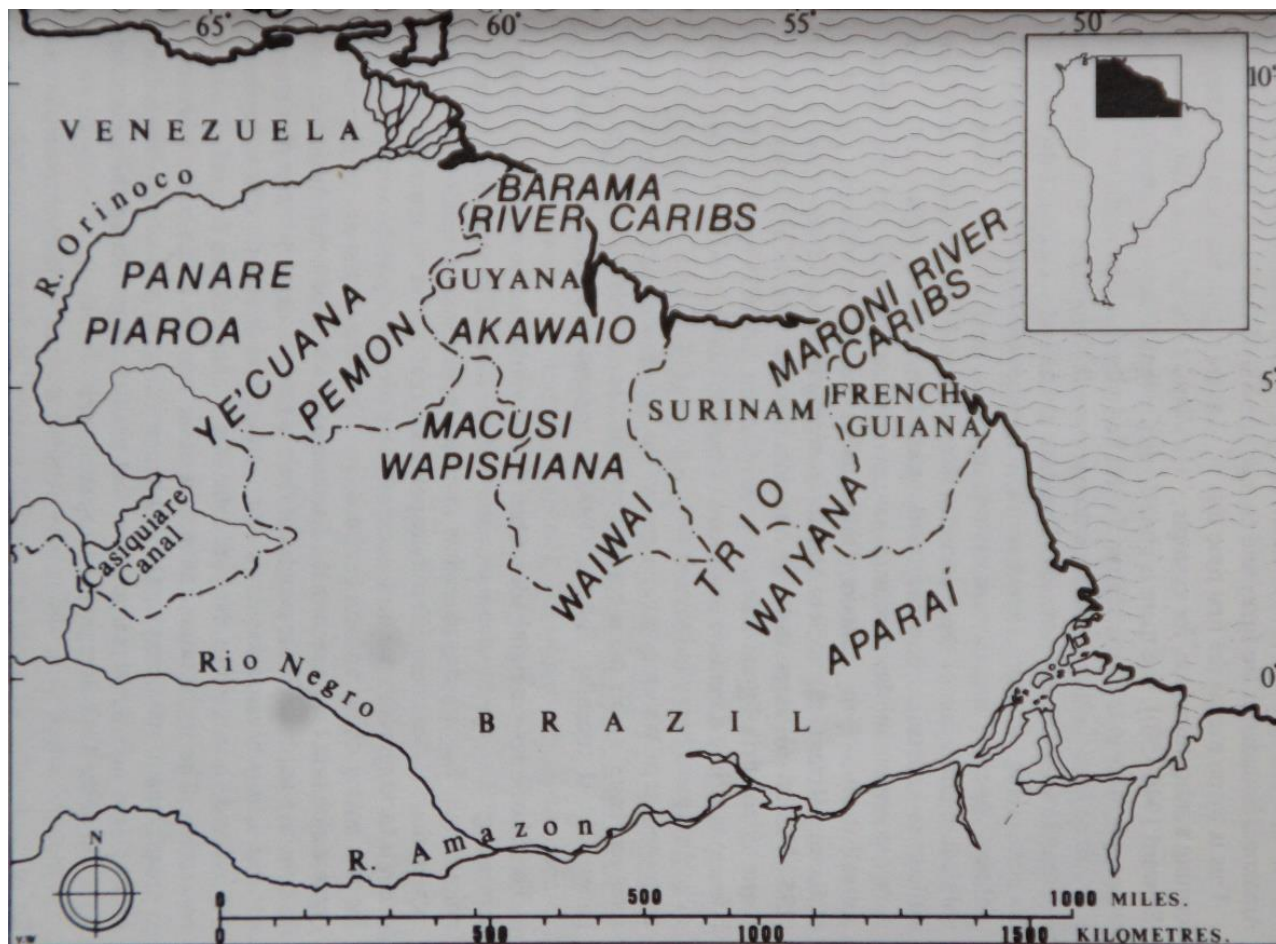 65°
60°
55°
50°
10°
VENEZUELA
R. Orinoco
BARAMA
RIVER CARIBS
PANARE
GUYANA
MARONI RIVER
CARIBS
PIAROA
YE'CUANA
PEMON
AKAWAIO
5°
SURINAM
FRENCH
GUIANA
MACUSI
WAPISHIANA
Casiquiare
Canal
WAIWAI
TRIO
WAIYANA
APARAI
Rio Negro
0°
BRAZIL
R. Amazon
N
0 500 1000 MILES.
0 500 1000 1500 KILOMETRES.